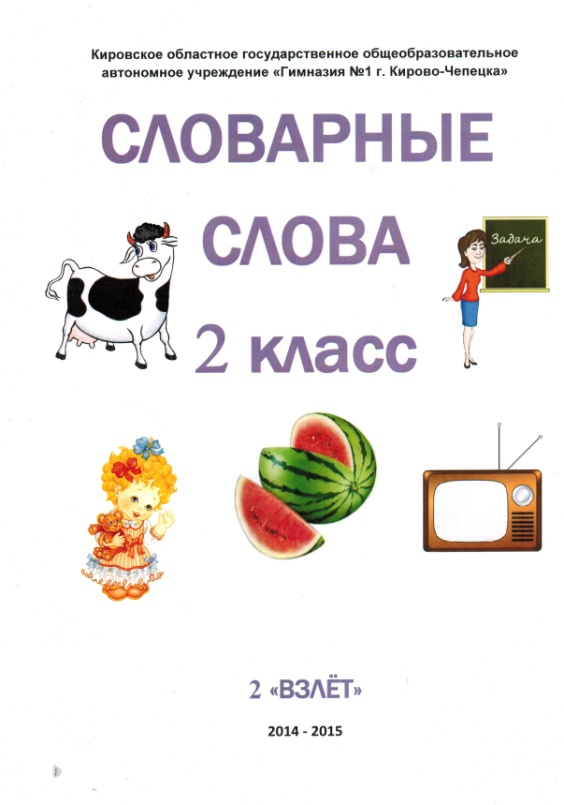 Кировское областное государственное общеобразовательное
автономное учреждение «Гимназия №1 г. Кирово-Чепецка»
СЛОВАРНЫЕ
СЛОВА
Задача
2 класс
2 «ВЗЛЁТ»
2014 - 2015